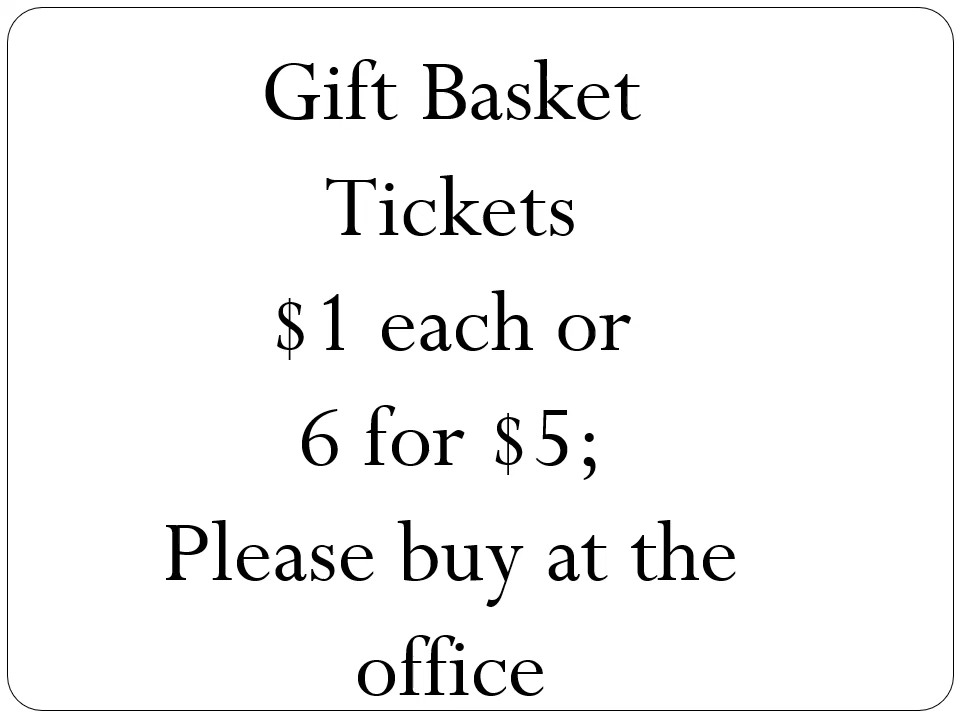 Gift Basket
Tickets
$1 each or
6 for $5;
Please buy at the
office